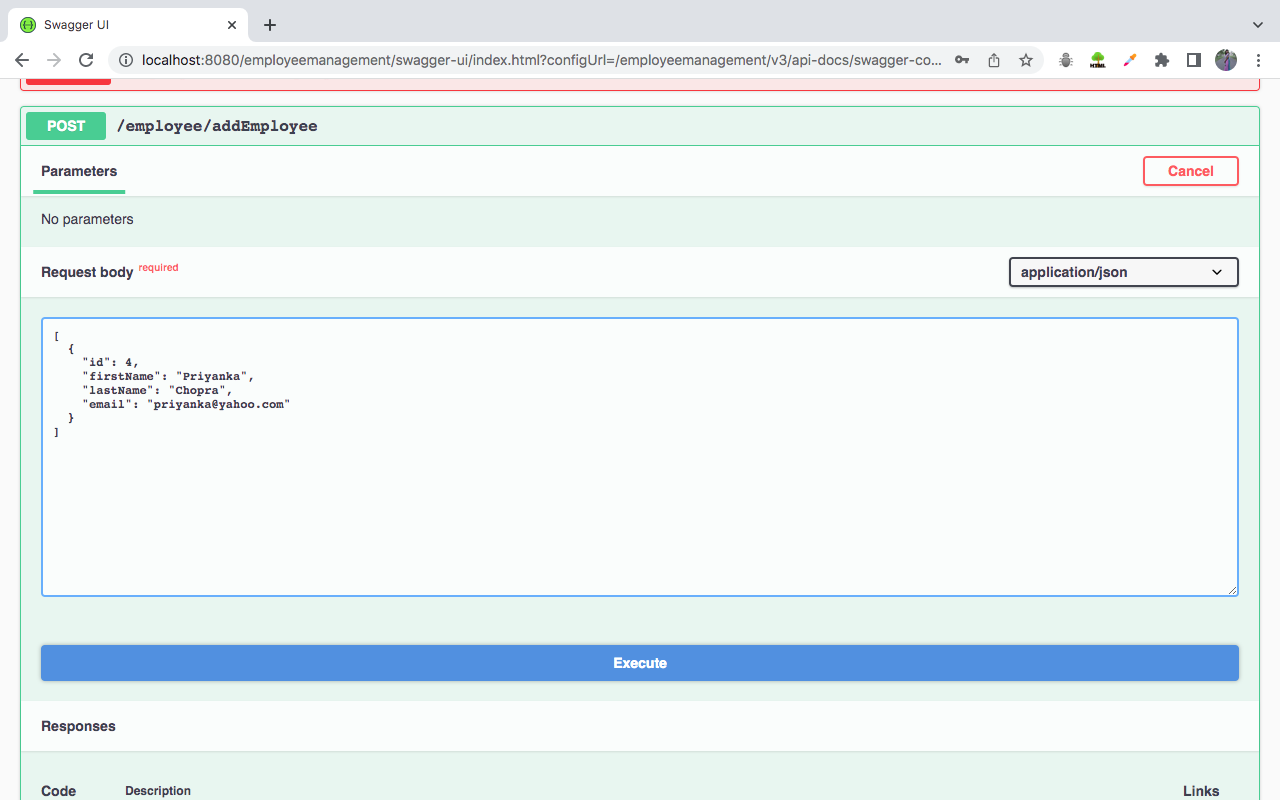 Swagger UI
localhost:8080/employeemanagement/swagger-ui/index.html?configUrl=/employeemanagement/v3/api-docs/swagger-co...
HTML
POST /employee/addEmployee
Parameters Cancel
No parameters
Request body required application/json
[
{
"id": 4,
"firstName": "Priyanka",
"lastName": "Chopra",
"email": "priyanka@yahoo.com"
}
]
Execute
Responses
Code Description Links